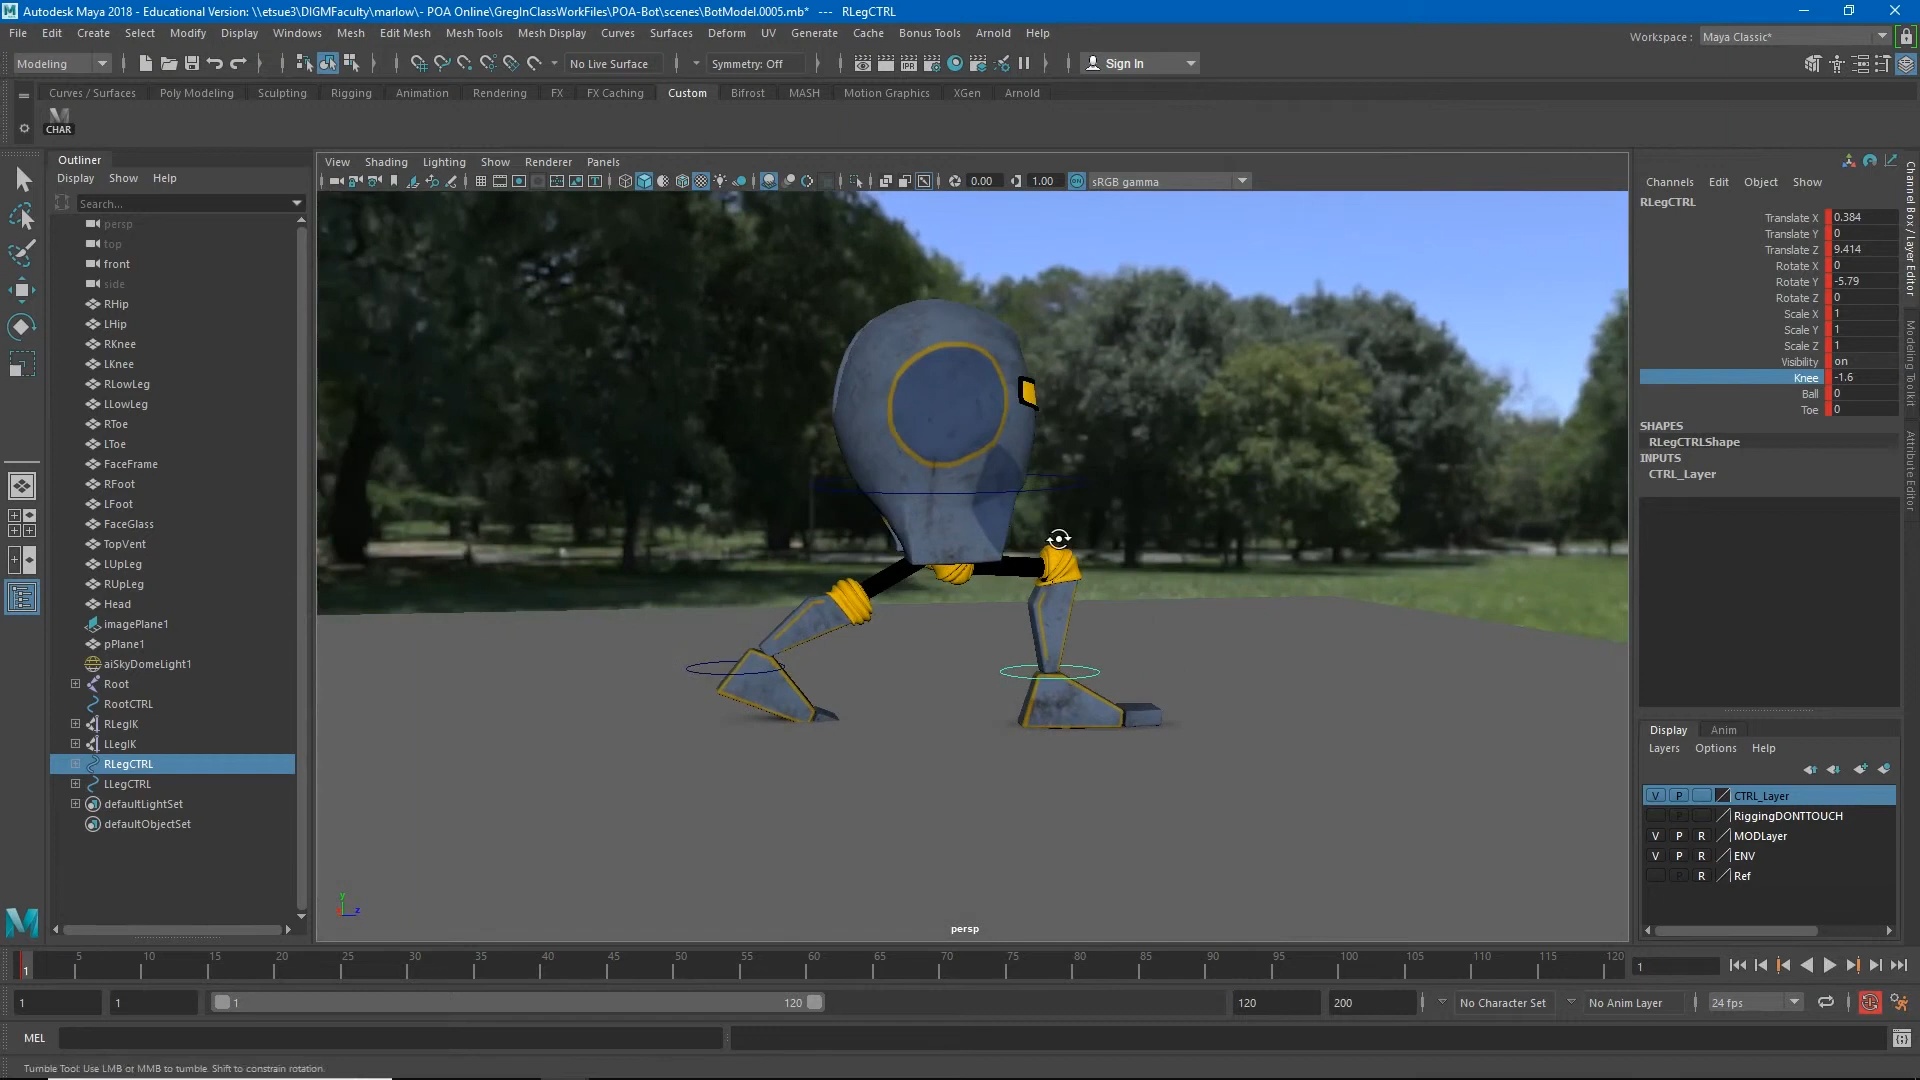 Autodesk Maya 2018 - Educational Version: \\etsue3\DIGMFaculty\marlow\- POA Online\GregInClassWorkFiles\POA-Bot\scenes\BotModel.0005.mb* --- RLegCTRL
File Edit Create Select Modify Display Windows Mesh Edit Mesh Mesh Tools Mesh Display Curves Surfaces Deform UV Generate Cache Bonus Tools Arnold Help
Workspace : Maya Classic*
Modeling No Live Surface Symmetry: Off Sign In
Curves / Surfaces Poly Modeling Sculpting Rigging Animation Rendering FX FX Caching Custom Bifrost MASH Motion Graphics XGen Arnold
CHAR
Outliner
Display Show Help
Search...
persp
top
front
side
RHip
LHip
RKnee
LKnee
RLowLeg
LLowLeg
RToe
LToe
FaceFrame
RFoot
LFoot
FaceGlass
TopVent
LUpLeg
RUpLeg
Head
imagePlane1
pPlane1
aiSkyDomeLight1
Root
RootCTRL
RLegIK
LLegIK
RLegCTRL
LLegCTRL
defaultLightSet
defaultObjectSet
View Shading Lighting Show Renderer Panels
0.00 1.00 sRGB gamma
persp
Channels Edit Object Show
RLegCTRL
Translate X 0.384
Translate Y 0
Translate Z 9.414
Rotate X 0
Rotate Y -5.79
Rotate Z 0
Scale X 1
Scale Y 1
Scale Z 1
Visibility on
Knee -1.6
Ball 0
Toe 0
SHAPES
RLegCTRLShape
INPUTS
CTRL_Layer
Channel Box / Layer Editor
Modeling Toolkit
Attribute Editor
Display Anim
Layers Options Help
V P CTRL_Layer
RiggingDONTTOUCH
V P R MODLayer
V P R ENV
P R Ref
1 5 10 15 20 25 30 35 40 45 50 55 60 65 70 75 80 85 90 95 100 105 110 115 120 1
1 1 1 120 120 200 No Character Set No Anim Layer 24 fps
MEL
Tumble Tool: Use LMB or MMB to tumble. Shift to constrain rotation.